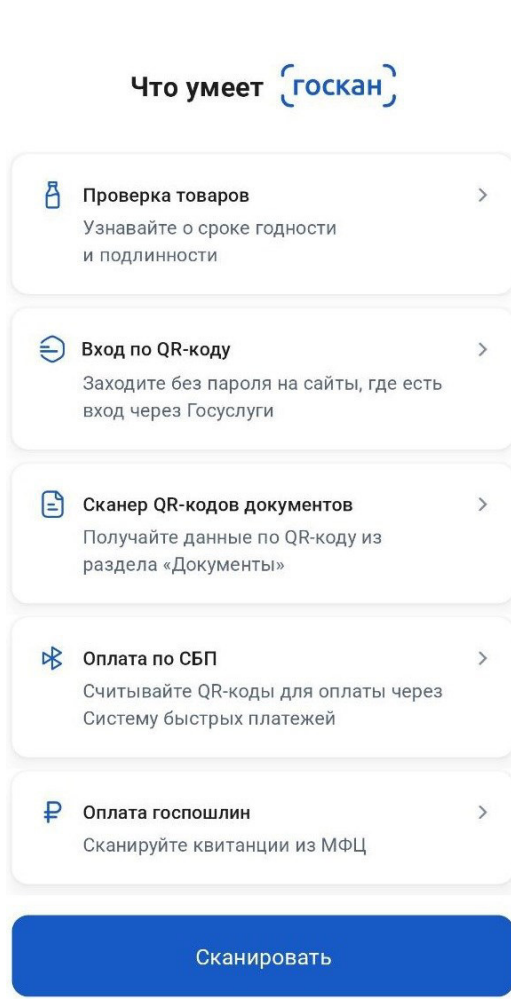 Что умеет госкан
Проверка товаров
Узнавайте о сроке годности
и подлинности
Вход по QR-коду
Заходите без пароля на сайты, где есть
вход через Госуслуги
Сканер QR-кодов документов
Получайте данные по QR-коду из
раздела «Документы»
Оплата по СБП
Считывайте QR-коды для оплаты через
Систему быстрых платежей
Оплата госпошлин
Сканируйте квитанции из МФЦ
Сканировать